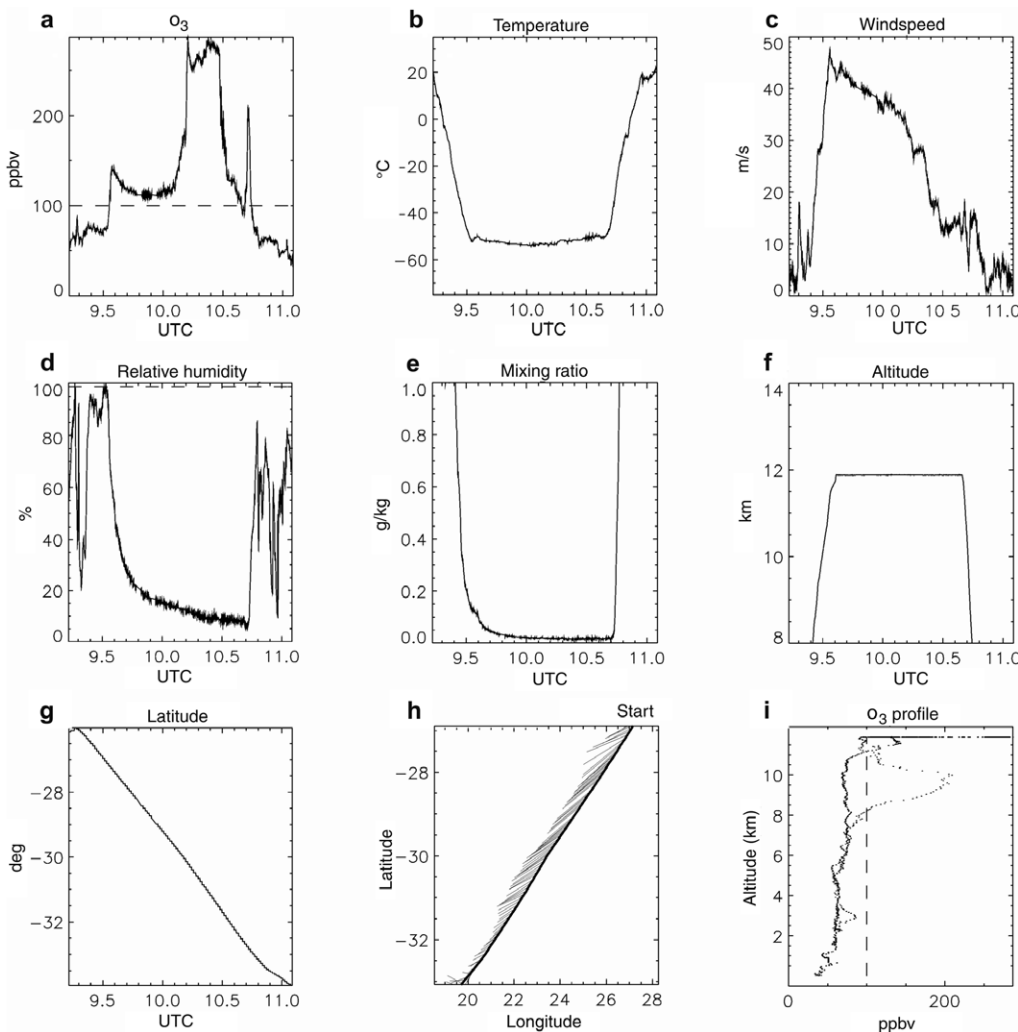 a
O₃
ppbv
200
100
0
9.5 10.0 10.5 11.0
UTC
b
Temperature
°C
20
0
−20
−40
−60
9.5 10.0 10.5 11.0
UTC
c
Windspeed
m/s
50
40
30
20
10
0
9.5 10.0 10.5 11.0
UTC
d
Relative humidity
%
100
80
60
40
20
0
9.5 10.0 10.5 11.0
UTC
e
Mixing ratio
g/kg
1.0
0.8
0.6
0.4
0.2
0.0
9.5 10.0 10.5 11.0
UTC
f
Altitude
km
14
12
10
8
9.5 10.0 10.5 11.0
UTC
g
Latitude
deg
−28
−30
−32
9.5 10.0 10.5 11.0
UTC
h
Start
Latitude
−28
−30
−32
20 22 24 26 28
Longitude
i
O₃ profile
Altitude (km)
10
8
6
4
2
0 200
ppbv